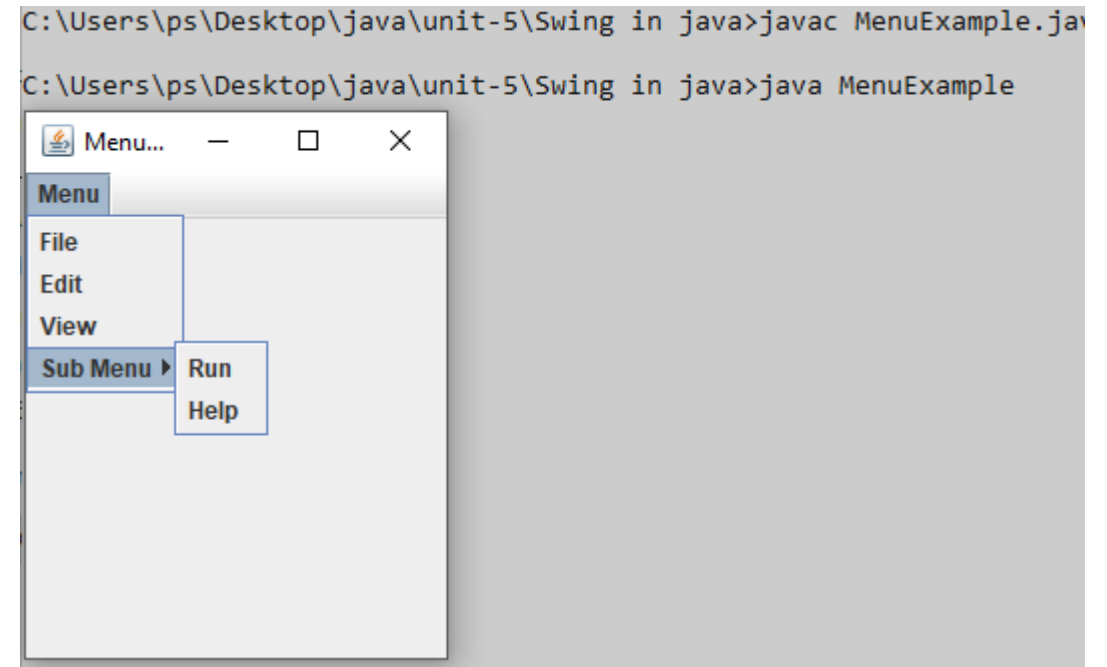 C:\Users\ps\Desktop\java\unit-5\Swing in java>javac MenuExample.jav
C:\Users\ps\Desktop\java\unit-5\Swing in java>java MenuExample
Menu...
Menu
File
Edit
View
Sub Menu
Run
Help